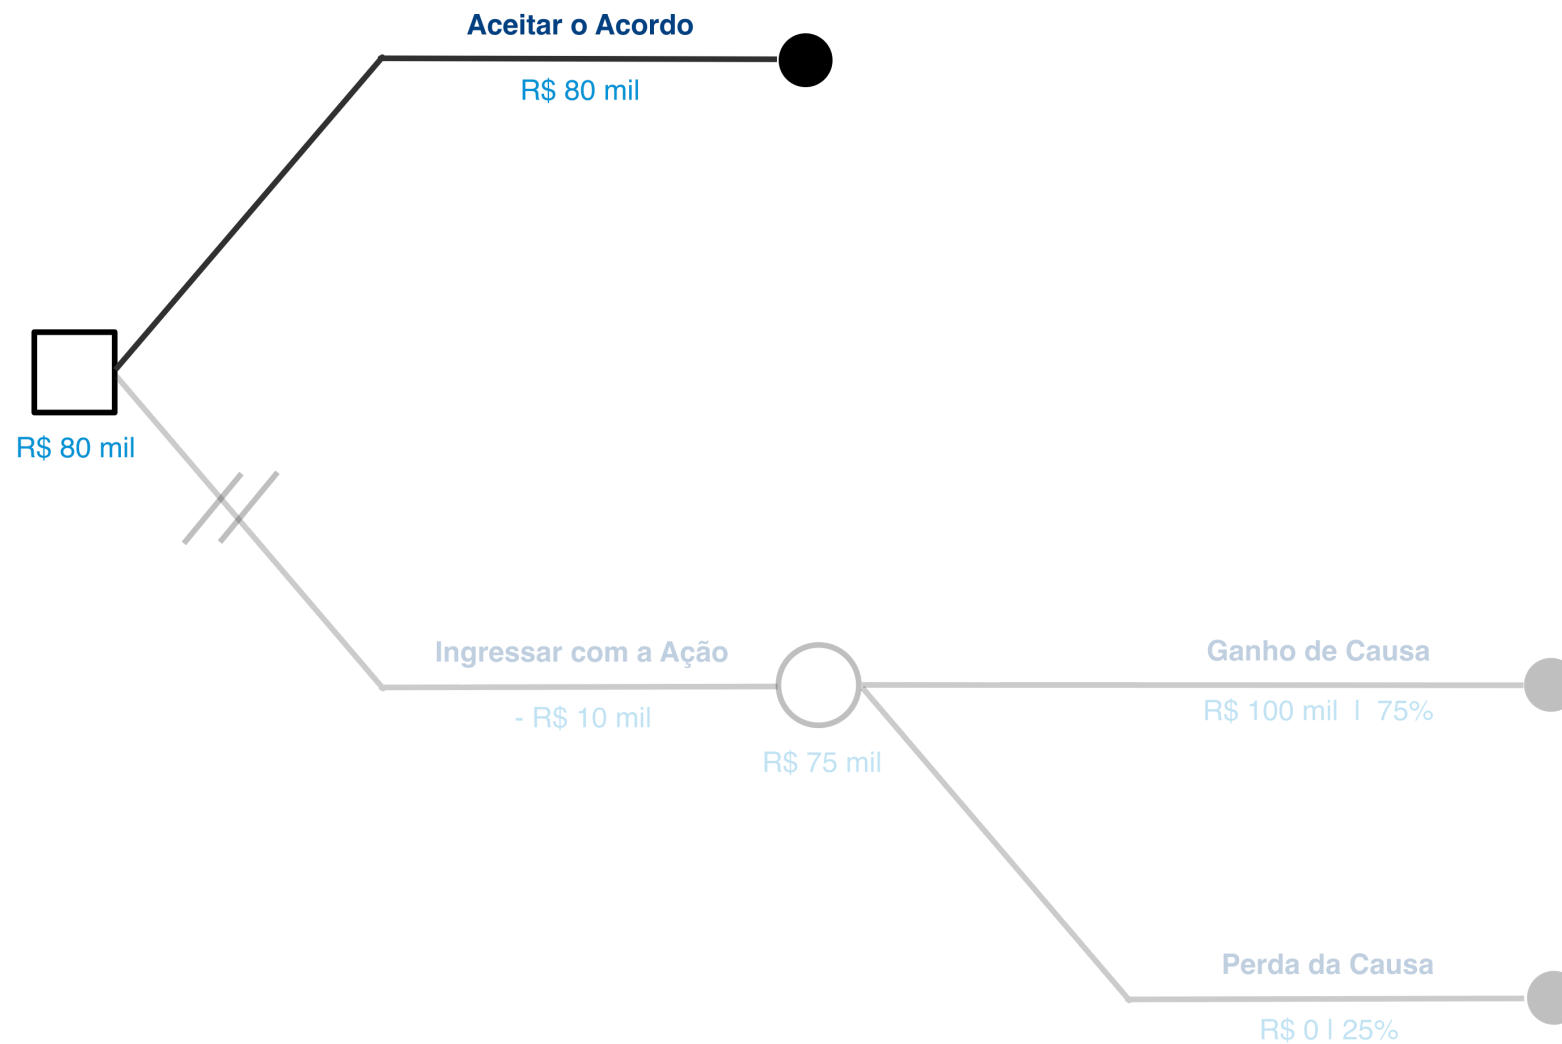 Aceitar o Acordo
R$ 80 mil
R$ 80 mil
Ingressar com a Ação
- R$ 10 mil
R$ 75 mil
Ganho de Causa
R$ 100 mil | 75%
Perda da Causa
R$ 0 | 25%